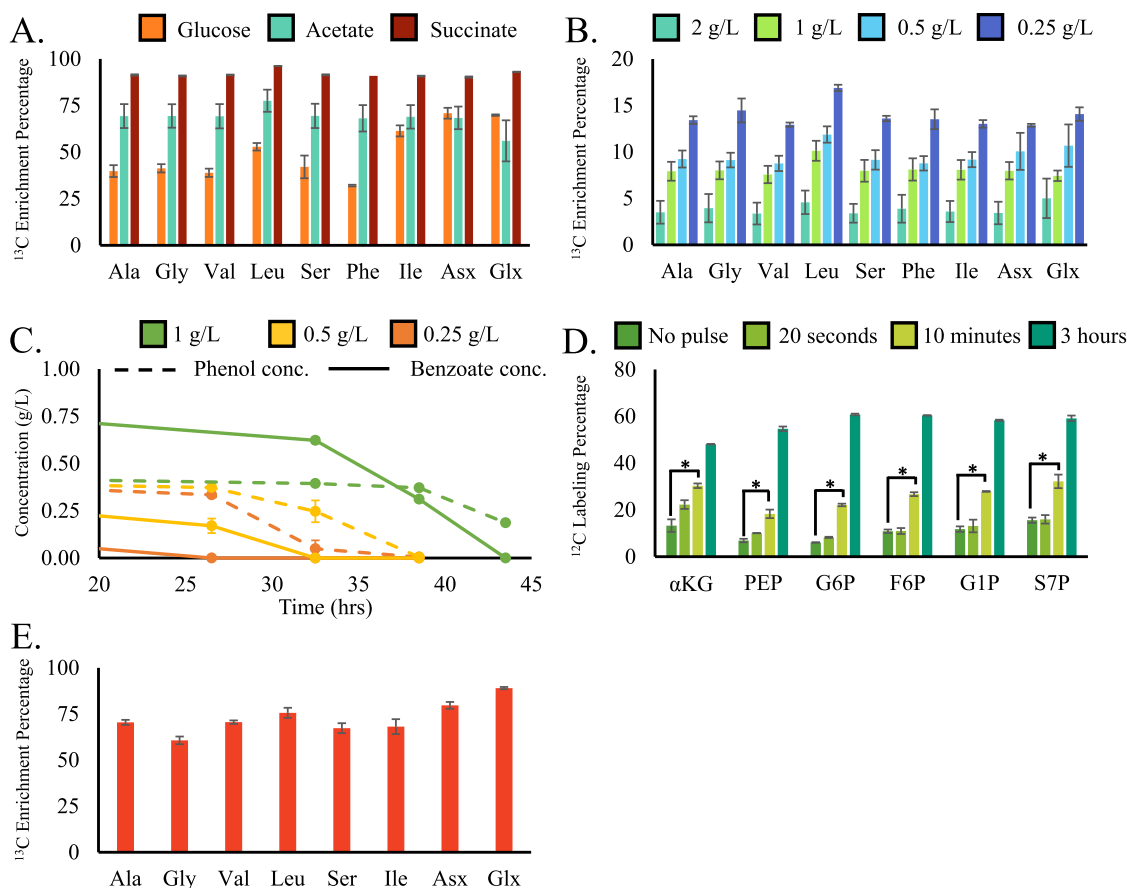 A.
Glucose Acetate Succinate
¹³C Enrichment Percentage
100
75
50
25
0
Ala Gly Val Leu Ser Phe Ile Asx Glx
B.
2 g/L 1 g/L 0.5 g/L 0.25 g/L
¹³C Enrichment Percentage
20
15
10
5
0
Ala Gly Val Leu Ser Phe Ile Asx Glx
C.
1 g/L 0.5 g/L 0.25 g/L
Phenol conc. Benzoate conc.
Concentration (g/L)
1.00
0.75
0.50
0.25
0.00
20 25 30 35 40 45
Time (hrs)
D.
No pulse 20 seconds 10 minutes 3 hours
¹²C Labeling Percentage
80
60
40
20
0
* * * * * *
αKG PEP G6P F6P G1P S7P
E.
¹³C Enrichment Percentage
100
75
50
25
0
Ala Gly Val Leu Ser Ile Asx Glx